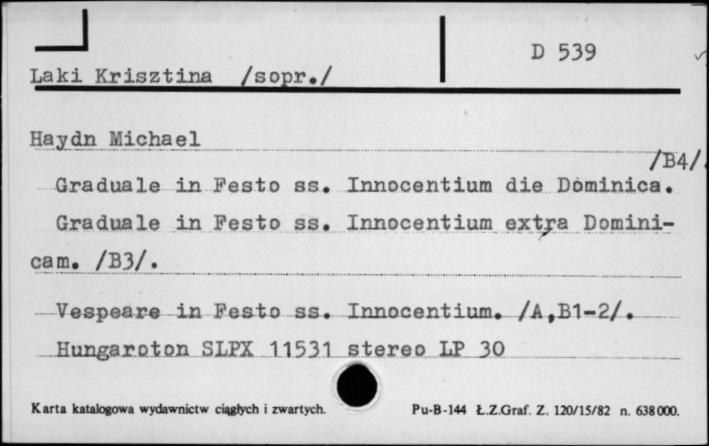 D 539
Laki Krisztina /sopr./
Haydn Michael
/B4/.
Graduale in Festo ss. Innocentium die Dominica.
Graduale in Festo ss. Innocentium extra Domini-
cam. /B3/.
Vespeare in Festo ss. Innocentium. /A,B1-2/.
Hungaroton SLPX 11531 stereo LP 30
Karta katalogowa wydawnictw ciągłych i zwartych. Pu-B-144 Ł.Z.Graf. Z. 120/15/82 n. 638000.